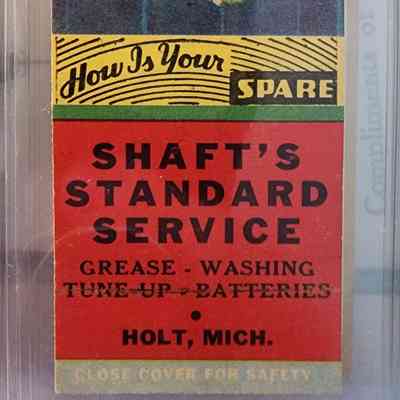 How Is Your SPARE
SHAFT'S
STANDARD
SERVICE
GREASE - WASHING
TUNE-UP - BATTERIES
•
HOLT, MICH.
CLOSE COVER FOR SAFETY
Compliments of